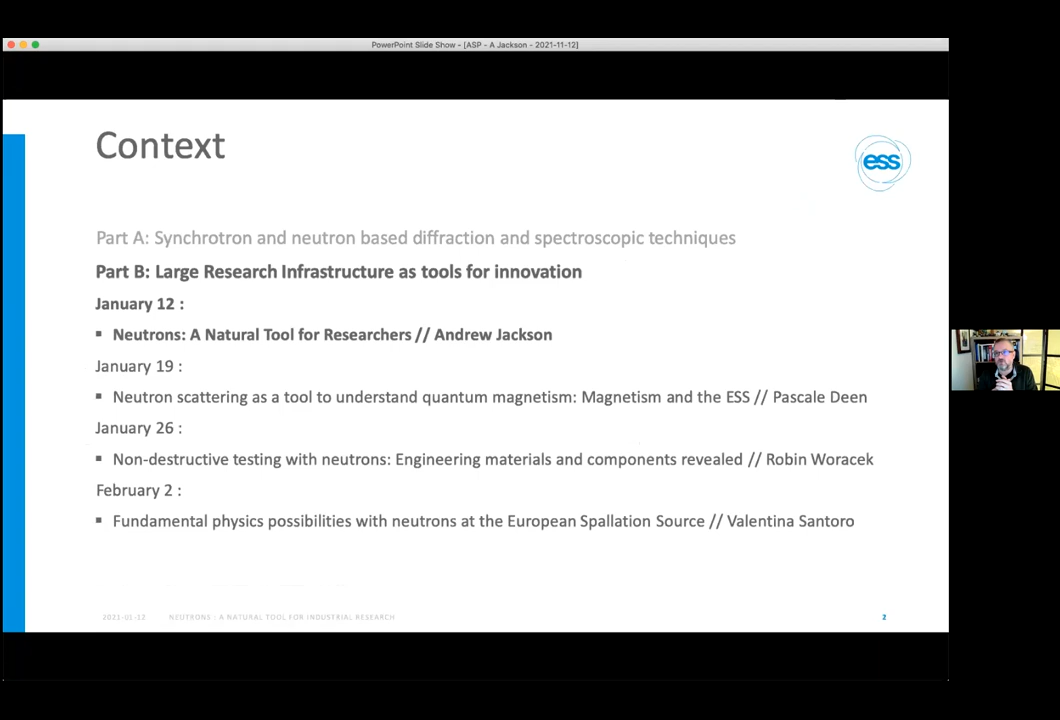 PowerPoint Slide Show - [ASP - A Jackson - 2021-11-12]
Context
ess
Part A: Synchrotron and neutron based diffraction and spectroscopic techniques
Part B: Large Research Infrastructure as tools for innovation
January 12 :
▪ Neutrons: A Natural Tool for Researchers // Andrew Jackson
January 19 :
▪ Neutron scattering as a tool to understand quantum magnetism: Magnetism and the ESS // Pascale Deen
January 26 :
▪ Non-destructive testing with neutrons: Engineering materials and components revealed // Robin Woracek
February 2 :
▪ Fundamental physics possibilities with neutrons at the European Spallation Source // Valentina Santoro
2021-01-12 NEUTRONS : A NATURAL TOOL FOR INDUSTRIAL RESEARCH 2